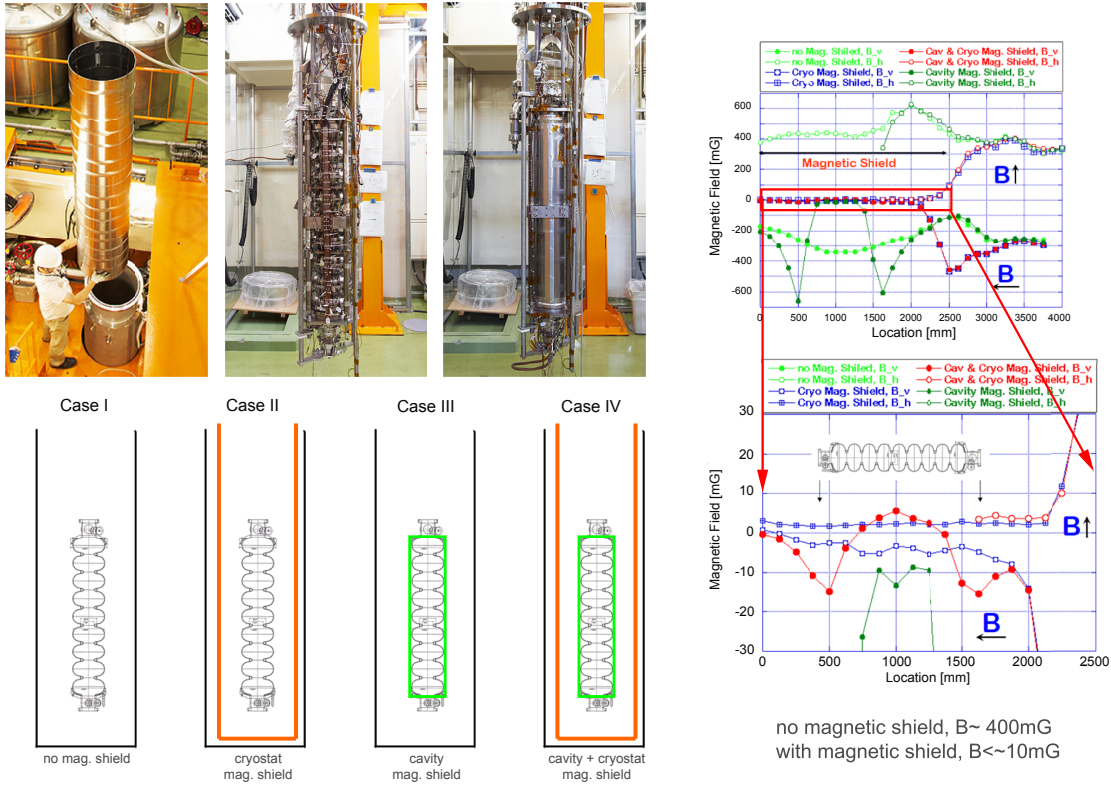 no Mag. Shiled, B_v
Cav & Cryo Mag. Shield, B_v
no Mag. Shield, B_h
Cav & Cryo Mag. Shield, B_h
Cryo Mag. Shield, B_v
Cavity Mag. Shield, B_v
Cryo Mag. Shiled, B_h
Cavity Mag. Shield, B_h
600
400
200
0
-200
-400
-600
Magnetic Field [mG]
Magnetic Shield
B
B
0
500
1000
1500
2000
2500
3000
3500
4000
Location [mm]
no Mag. Shiled, B_v
Cav & Cryo Mag. Shield, B_v
no Mag. Shield, B_h
Cav & Cryo Mag. Shield, B_h
Cryo Mag. Shield, B_v
Cavity Mag. Shield, B_v
Cryo Mag. Shiled, B_h
Cavity Mag. Shield, B_h
30
20
10
0
-10
-20
-30
Magnetic Field [mG]
B
B
0
500
1000
1500
2000
2500
Location [mm]
Case I
Case II
Case III
Case IV
no mag. shield
cryostat
mag. shield
cavity
mag. shield
cavity + cryostat
mag. shield
no magnetic shield, B~ 400mG
with magnetic shield, B<~10mG